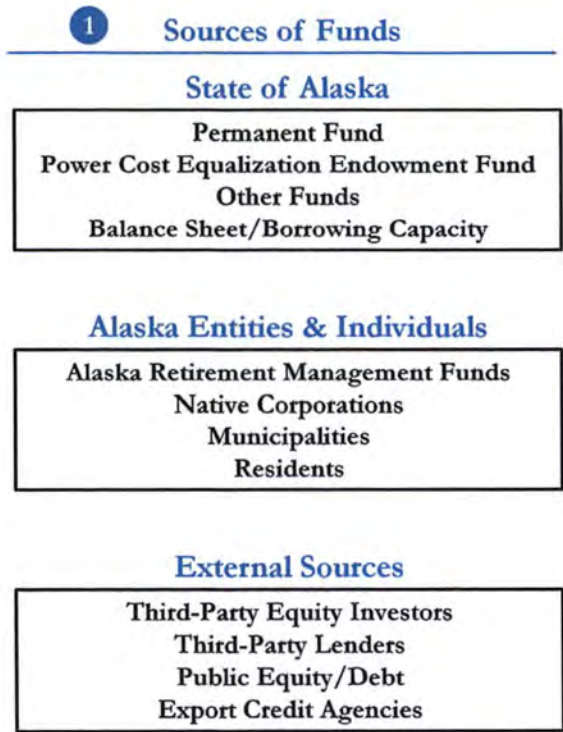 1 Sources of Funds
State of Alaska
Permanent Fund
Power Cost Equalization Endowment Fund
Other Funds
Balance Sheet/Borrowing Capacity
Alaska Entities & Individuals
Alaska Retirement Management Funds
Native Corporations
Municipalities
Residents
External Sources
Third-Party Equity Investors
Third-Party Lenders
Public Equity/Debt
Export Credit Agencies